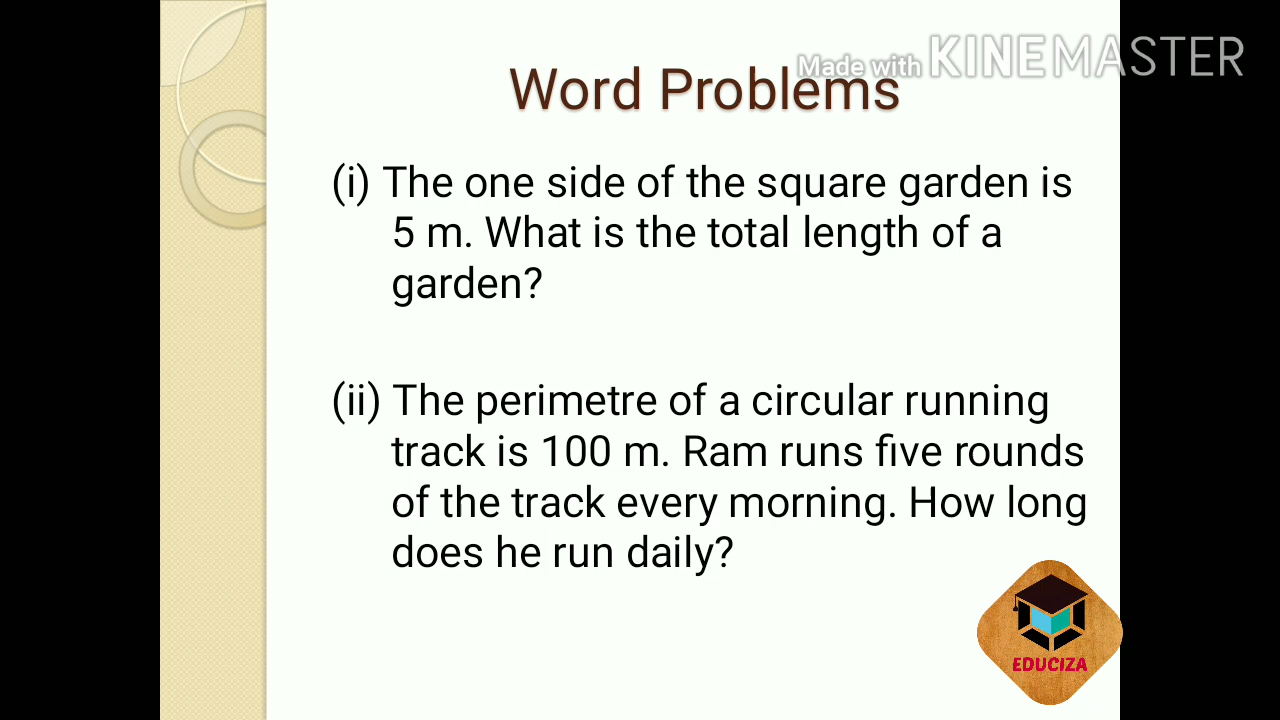 Made with KINEMASTER
Word Problems
(i) The one side of the square garden is
5 m. What is the total length of a
garden?
(ii) The perimetre of a circular running
track is 100 m. Ram runs five rounds
of the track every morning. How long
does he run daily?
EDUCIZA